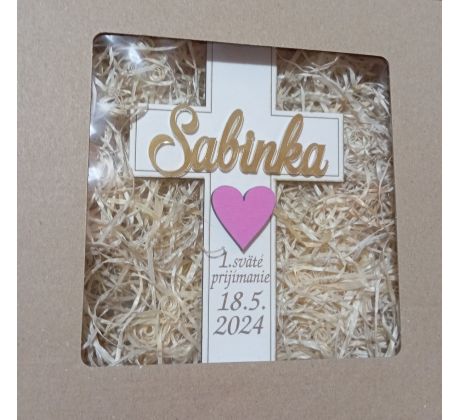 Sabinka
1.sväté
prijímanie
18.5.
2024